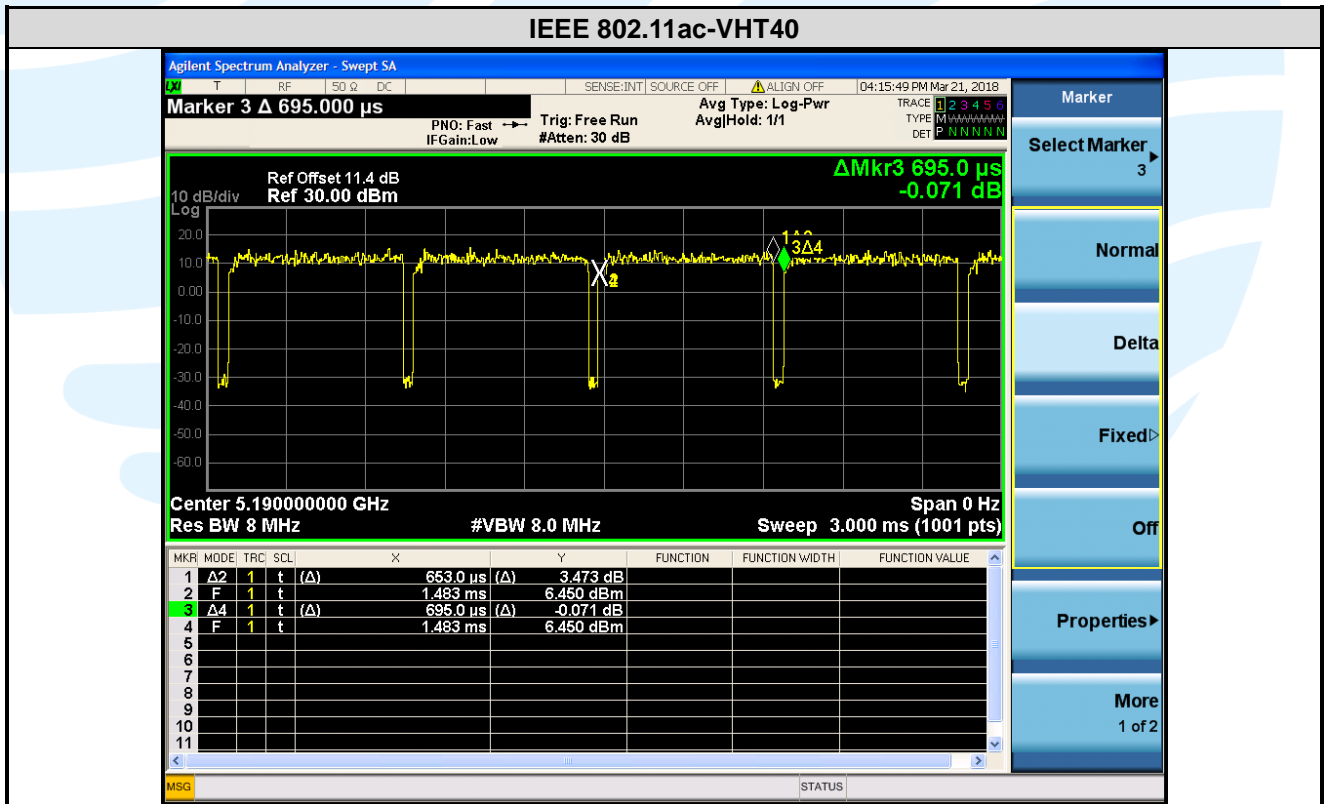 IEEE 802.11ac-VHT40
Agilent Spectrum Analyzer - Swept SA
LXI T RF 50 Ω DC SENSE:INT SOURCE OFF ALIGN OFF 04:15:49 PM Mar 21, 2018
Marker 3 Δ 695.000 µs
PNO: Fast
IFGain:Low
Trig: Free Run
#Atten: 30 dB
Avg Type: Log-Pwr
Avg|Hold: 1/1
TRACE 1 2 3 4 5 6
TYPE M
DET P N N N N N
ΔMkr3 695.0 µs
-0.071 dB
10 dB/div
Log
Ref Offset 11.4 dB
Ref 30.00 dBm
20.0
10.0
0.00
-10.0
-20.0
-30.0
-40.0
-50.0
-60.0
3Δ4
Center 5.190000000 GHz
Span 0 Hz
Res BW 8 MHz
#VBW 8.0 MHz
Sweep 3.000 ms (1001 pts)
MKR MODE TRC SCL X Y FUNCTION FUNCTION WIDTH FUNCTION VALUE
1 Δ2 1 t (Δ) 653.0 µs (Δ) 3.473 dB
2 F 1 t 1.483 ms 6.450 dBm
3 Δ4 1 t (Δ) 695.0 µs (Δ) -0.071 dB
4 F 1 t 1.483 ms 6.450 dBm
5
6
7
8
9
10
11
MSG
STATUS
Marker
Select Marker
3
Normal
Delta
Fixed
Off
Properties
More
1 of 2